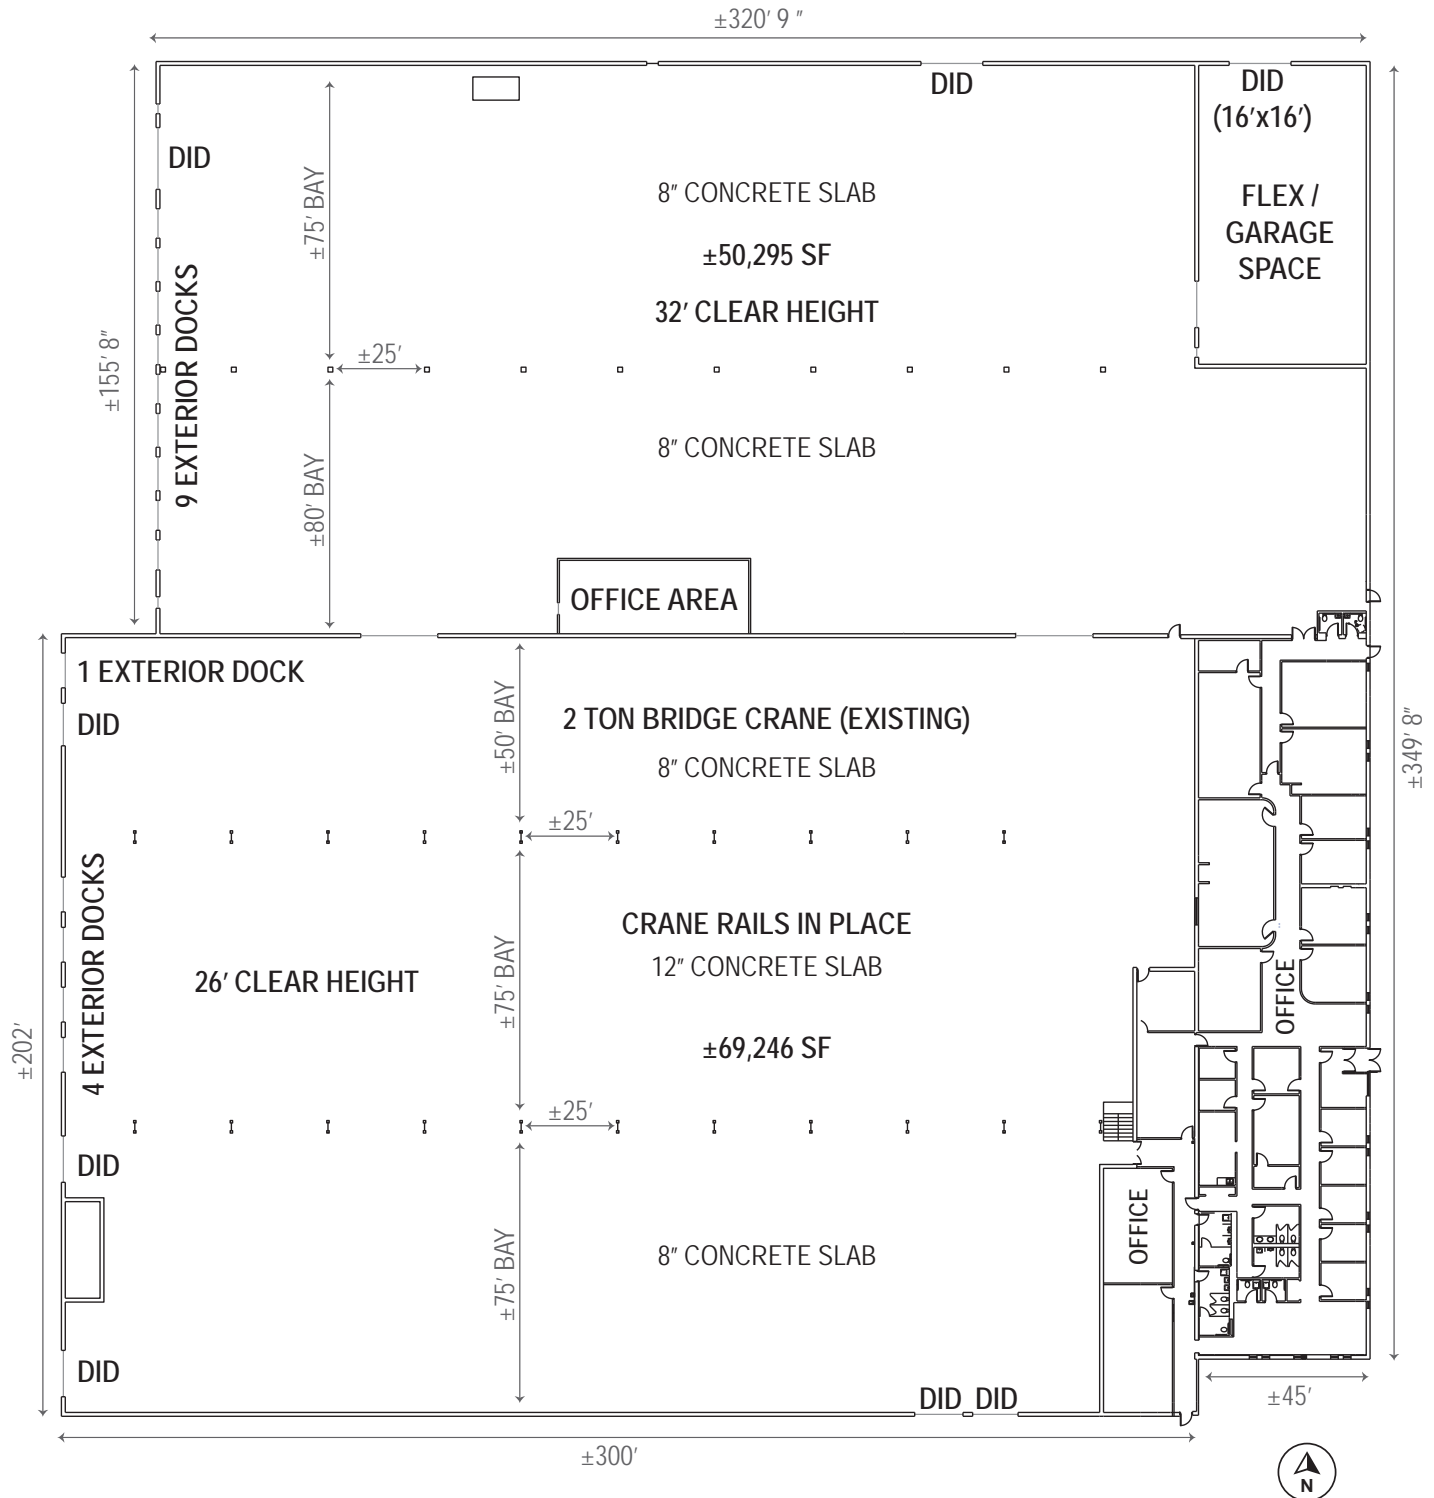 ±320' 9 "
DID
DID
(16'x16')
DID
±75' BAY
8" CONCRETE SLAB
FLEX /
GARAGE
SPACE
±50,295 SF
32' CLEAR HEIGHT
9 EXTERIOR DOCKS
±155' 8"
±25'
8" CONCRETE SLAB
±80' BAY
OFFICE AREA
1 EXTERIOR DOCK
DID
±50' BAY
2 TON BRIDGE CRANE (EXISTING)
8" CONCRETE SLAB
±349' 8"
±25'
4 EXTERIOR DOCKS
CRANE RAILS IN PLACE
12" CONCRETE SLAB
26' CLEAR HEIGHT
±75' BAY
OFFICE
±202'
±69,246 SF
±25'
DID
OFFICE
±75' BAY
8" CONCRETE SLAB
DID
DID DID
±45'
±300'
N